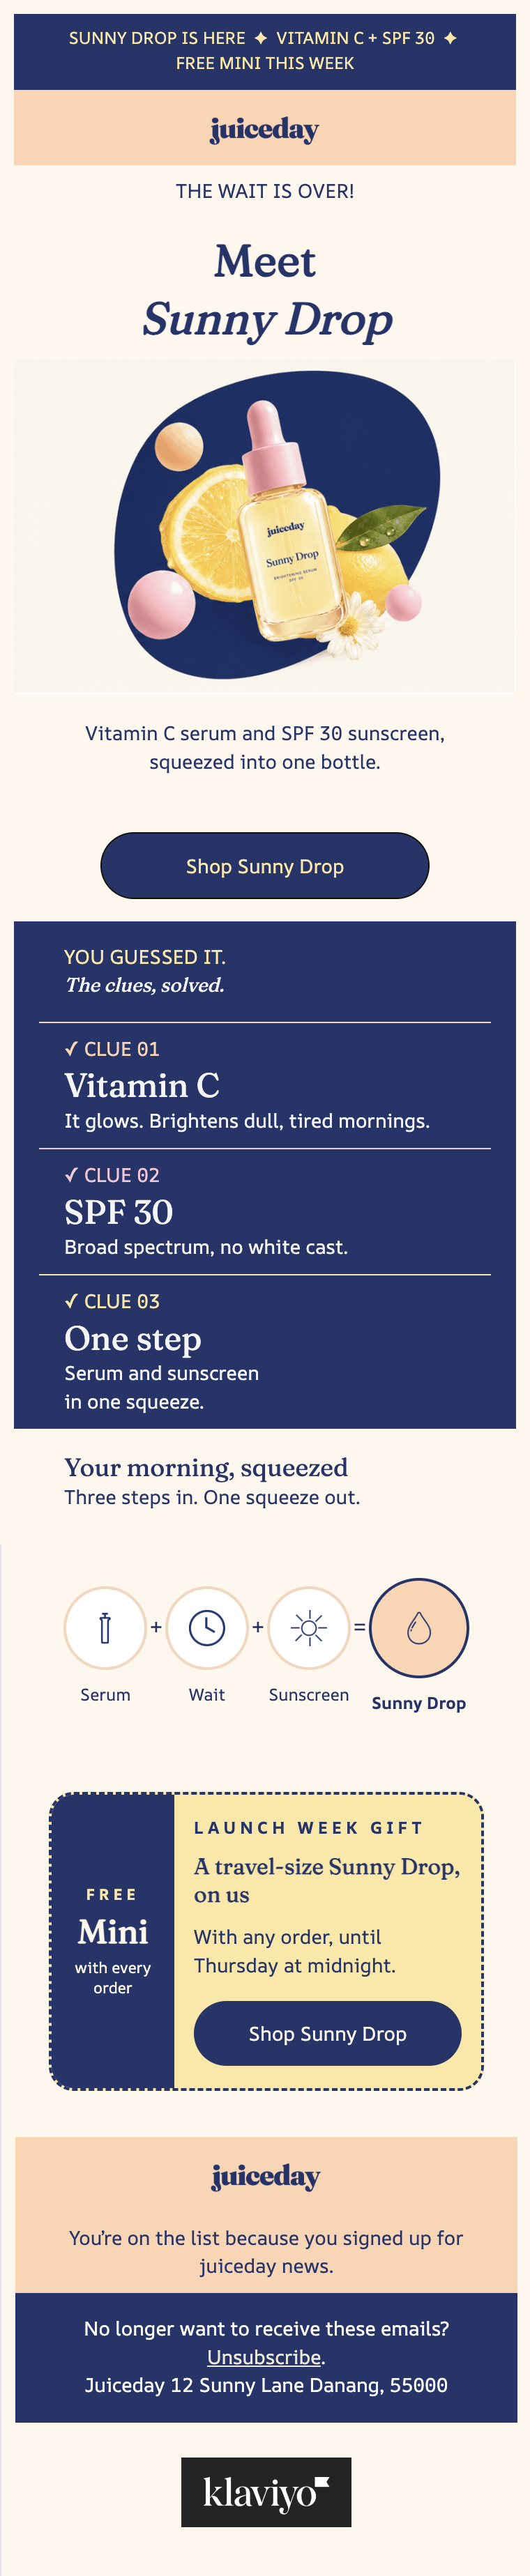 SUNNY DROP IS HERE ✦ VITAMIN C + SPF 30 ✦
FREE MINI THIS WEEK
juiceday
THE WAIT IS OVER!
Meet
Sunny Drop
juiceday
Sunny Drop
BRIGHTENING SERUM
SPF 30
Vitamin C serum and SPF 30 sunscreen,
squeezed into one bottle.
Shop Sunny Drop
YOU GUESSED IT.
The clues, solved.
✓ CLUE 01
Vitamin C
It glows. Brightens dull, tired mornings.
✓ CLUE 02
SPF 30
Broad spectrum, no white cast.
✓ CLUE 03
One step
Serum and sunscreen
in one squeeze.
Your morning, squeezed
Three steps in. One squeeze out.
+ + =
Serum Wait Sunscreen Sunny Drop
FREE
Mini
with every
order
LAUNCH WEEK GIFT
A travel-size Sunny Drop,
on us
With any order, until
Thursday at midnight.
Shop Sunny Drop
juiceday
You're on the list because you signed up for
juiceday news.
No longer want to receive these emails?
Unsubscribe.
Juiceday 12 Sunny Lane Danang, 55000
klaviyo